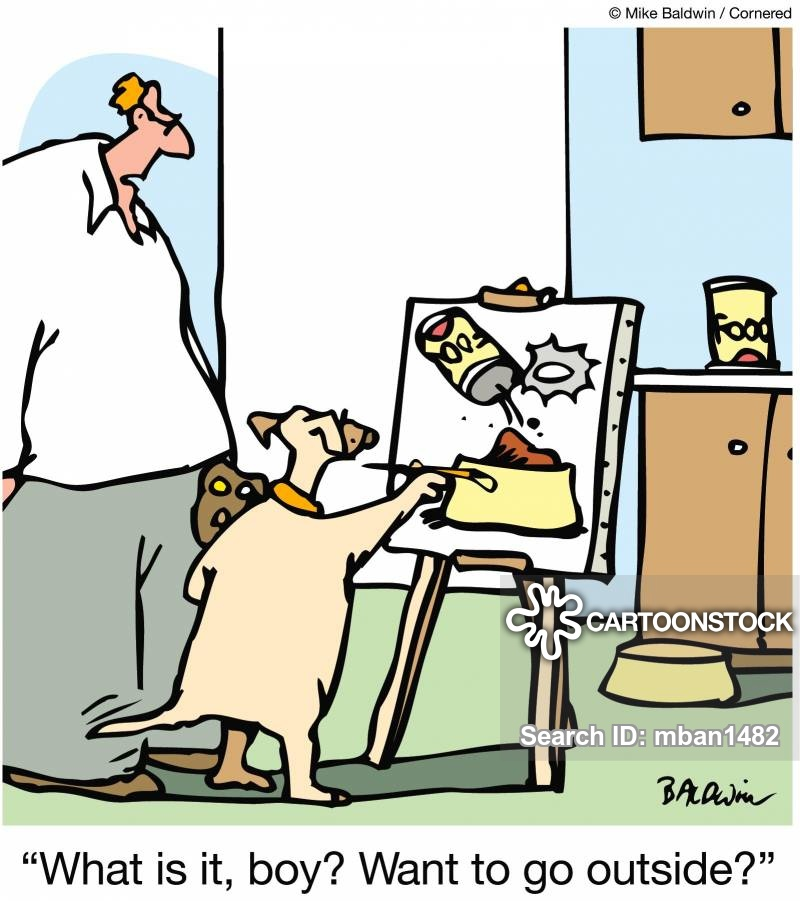 © Mike Baldwin / Cornered
Food
Food
CARTOONSTOCK
Search ID: mban1482
BALDWIN
“What is it, boy? Want to go outside?”